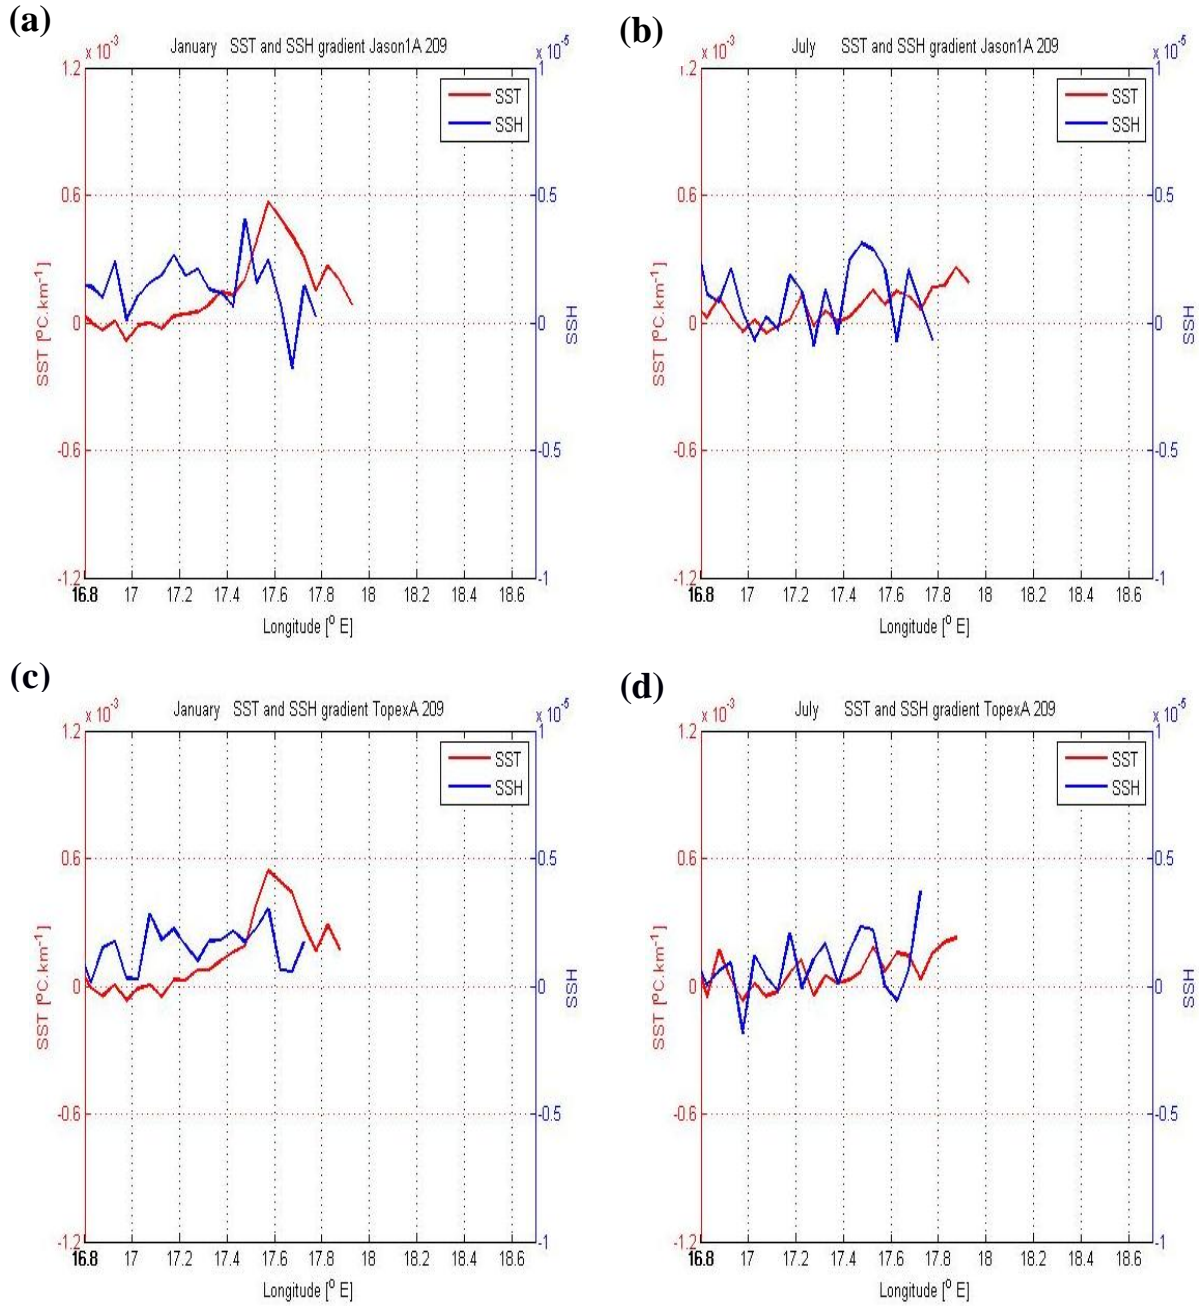 (a)
January SST and SSH gradient Jason1A 209
x 10-3
x 10-5
1.2
0.6
0
-0.6
-1.2
1
0.5
0
-0.5
-1
SST
SSH
SST [ºC.km-1]
SSH
16.8 17 17.2 17.4 17.6 17.8 18 18.2 18.4 18.6
Longitude [o E]
(b)
July SST and SSH gradient Jason1A 209
x 10-3
x 10-5
1.2
0.6
0
-0.6
-1.2
1
0.5
0
-0.5
-1
SST
SSH
SST [ºC.km-1]
SSH
16.8 17 17.2 17.4 17.6 17.8 18 18.2 18.4 18.6
Longitude [o E]
(c)
January SST and SSH gradient TopexA 209
x 10-3
x 10-5
1.2
0.6
0
-0.6
-1.2
1
0.5
0
-0.5
-1
SST
SSH
SST [ºC.km-1]
SSH
16.8 17 17.2 17.4 17.6 17.8 18 18.2 18.4 18.6
Longitude [o E]
(d)
July SST and SSH gradient TopexA 209
x 10-3
x 10-5
1.2
0.6
0
-0.6
-1.2
1
0.5
0
-0.5
-1
SST
SSH
SST [ºC.km-1]
SSH
16.8 17 17.2 17.4 17.6 17.8 18 18.2 18.4 18.6
Longitude [o E]